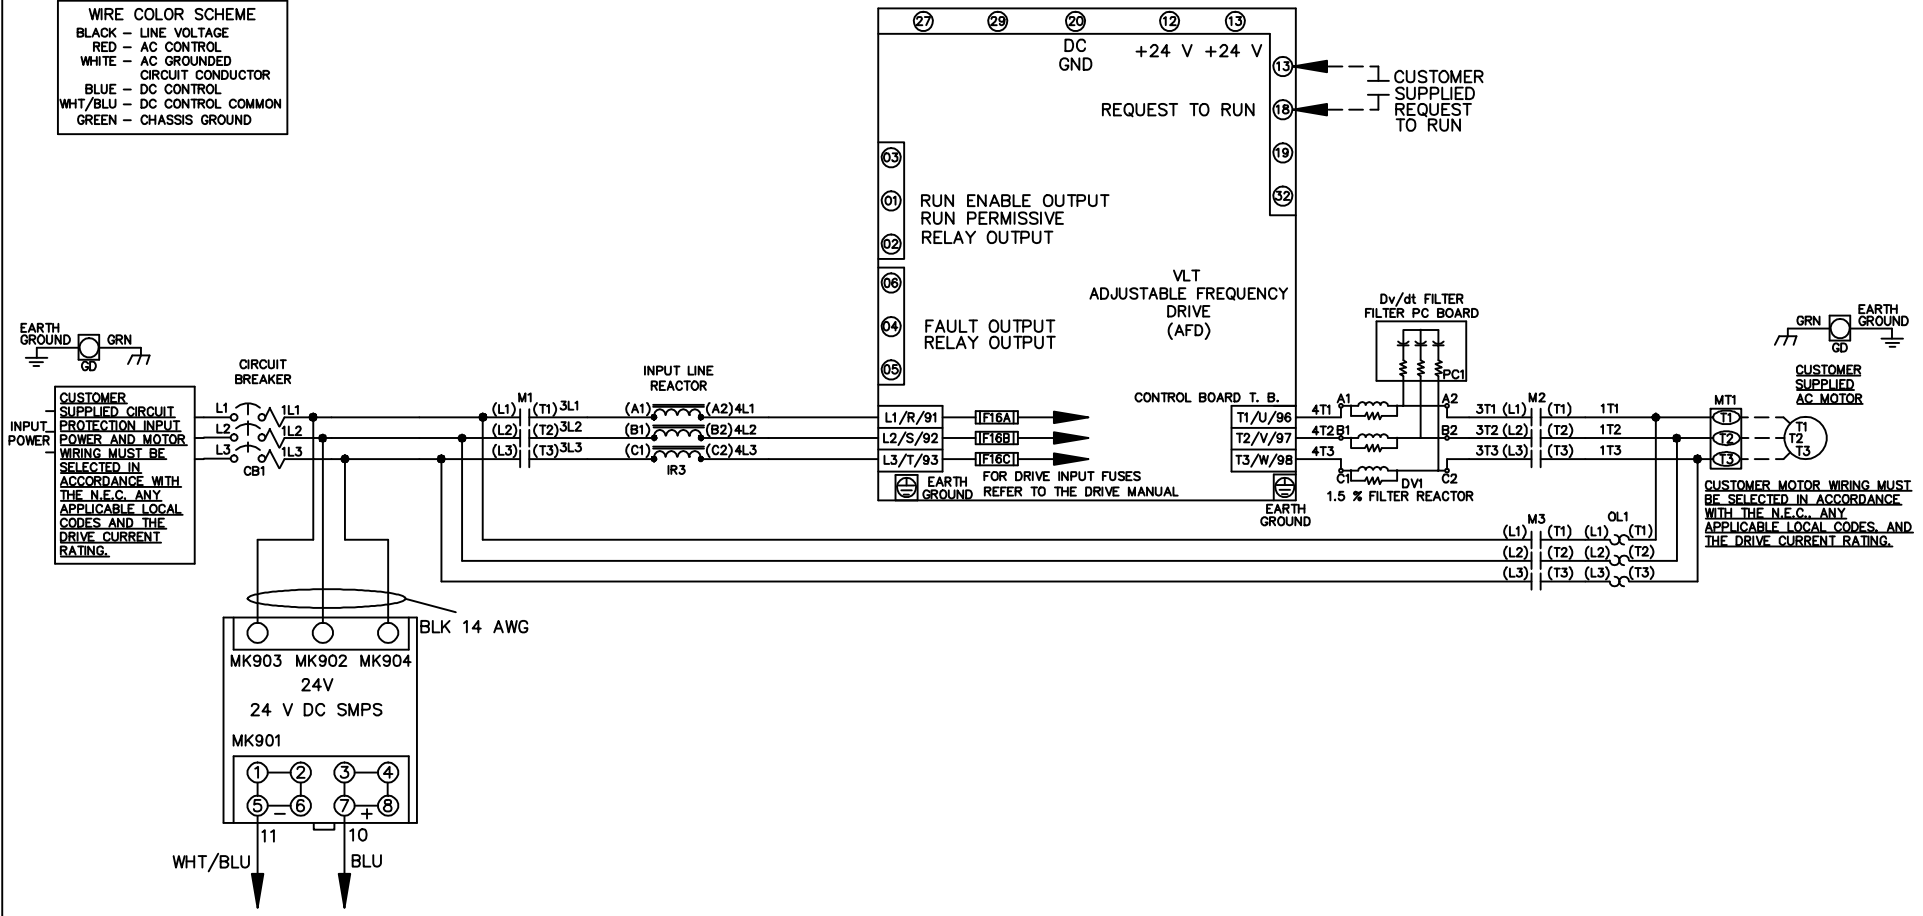 WIRE COLOR SCHEME
BLACK – LINE VOLTAGE
RED – AC CONTROL
WHITE – AC GROUNDED
CIRCUIT CONDUCTOR
BLUE – DC CONTROL
WHT/BLU – DC CONTROL COMMON
GREEN – CHASSIS GROUND
27 29 20 12 13
DC
GND
+24 V +24 V
13
REQUEST TO RUN 18
19
32
CUSTOMER
SUPPLIED
REQUEST
TO RUN
03
01
02
RUN ENABLE OUTPUT
RUN PERMISSIVE
RELAY OUTPUT
06
04
05
FAULT OUTPUT
RELAY OUTPUT
VLT
ADJUSTABLE FREQUENCY
DRIVE
(AFD)
Dv/dt FILTER
FILTER PC BOARD
PC1
EARTH
GROUND
GRN
GD
CIRCUIT
BREAKER
INPUT
POWER
CUSTOMER
SUPPLIED CIRCUIT
PROTECTION INPUT
POWER AND MOTOR
WIRING MUST BE
SELECTED IN
ACCORDANCE WITH
THE N.E.C. ANY
APPLICABLE LOCAL
CODES AND THE
DRIVE CURRENT
RATING.
L1 1L1
L2 1L2
L3 1L3
CB1
M1
(L1) (T1) 3L1
(L2) (T2) 3L2
(L3) (T3) 3L3
INPUT LINE
REACTOR
(A1) (A2) 4L1
(B1) (B2) 4L2
(C1) (C2) 4L3
IR3
L1/R/91 F16A
L2/S/92 F16B
L3/T/93 F16C
EARTH
GROUND
FOR DRIVE INPUT FUSES
REFER TO THE DRIVE MANUAL
CONTROL BOARD T. B.
T1/U/96
T2/V/97
T3/W/98
EARTH
GROUND
4T1 A1 A2
4T2 B1 B2
4T3 C1 C2
DV1
1.5 % FILTER REACTOR
M2
3T1 (L1) (T1) 1T1
3T2 (L2) (T2) 1T2
3T3 (L3) (T3) 1T3
MT1
T1
T2
T3
T1
T2
T3
GRN
EARTH
GROUND
GD
CUSTOMER
SUPPLIED
AC MOTOR
CUSTOMER MOTOR WIRING MUST
BE SELECTED IN ACCORDANCE
WITH THE N.E.C., ANY
APPLICABLE LOCAL CODES, AND
THE DRIVE CURRENT RATING.
M3 OL1
(L1) (T1) (L1) (T1)
(L2) (T2) (L2) (T2)
(L3) (T3) (L3) (T3)
BLK 14 AWG
MK903 MK902 MK904
24V
24 V DC SMPS
MK901
1 2 3 4
5 – 6 7 + 8
11 10
WHT/BLU BLU